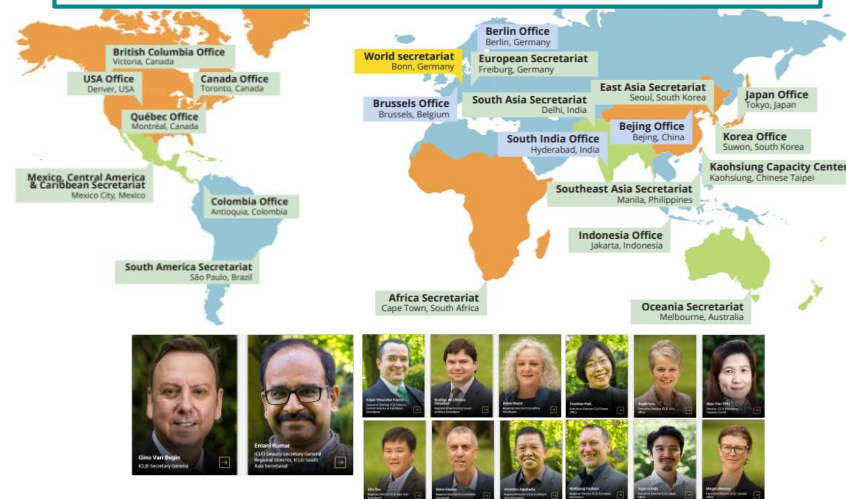 British Columbia Office
Victoria, Canada
USA Office
Denver, USA
Canada Office
Toronto, Canada
Québec Office
Montréal, Canada
Mexico, Central America
& Caribbean Secretariat
Mexico City, Mexico
Colombia Office
Antioquia, Colombia
South America Secretariat
São Paulo, Brazil
Berlin Office
Berlin, Germany
World secretariat
Bonn, Germany
European Secretariat
Freiburg, Germany
Brussels Office
Brussels, Belgium
South Asia Secretariat
Delhi, India
East Asia Secretariat
Seoul, South Korea
Japan Office
Tokyo, Japan
South India Office
Hyderabad, India
Bejing Office
Bejing, China
Korea Office
Suwon, South Korea
Kaohsiung Capacity Center
Kaohsiung, Chinese Taipei
Southeast Asia Secretariat
Manila, Philippines
Indonesia Office
Jakarta, Indonesia
Africa Secretariat
Cape Town, South Africa
Oceania Secretariat
Melbourne, Australia
Gino Van Begin
ICLEI Secretary General
Emani Kumar
ICLEI Deputy Secretary General
Regional Director, ICLEI South
Asia Secretariat